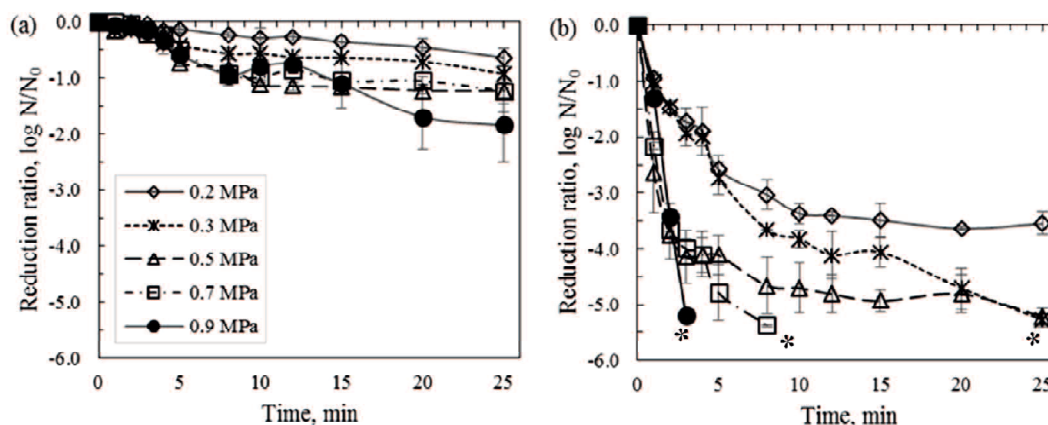 (a)
Reduction ratio, log N/N0
0.0
-1.0
-2.0
-3.0
-4.0
-5.0
-6.0
0.2 MPa
0.3 MPa
0.5 MPa
0.7 MPa
0.9 MPa
0 5 10 15 20 25
Time, min
(b)
Reduction ratio, log N/N0
0.0
-1.0
-2.0
-3.0
-4.0
-5.0
-6.0
* * *
0 5 10 15 20 25
Time, min